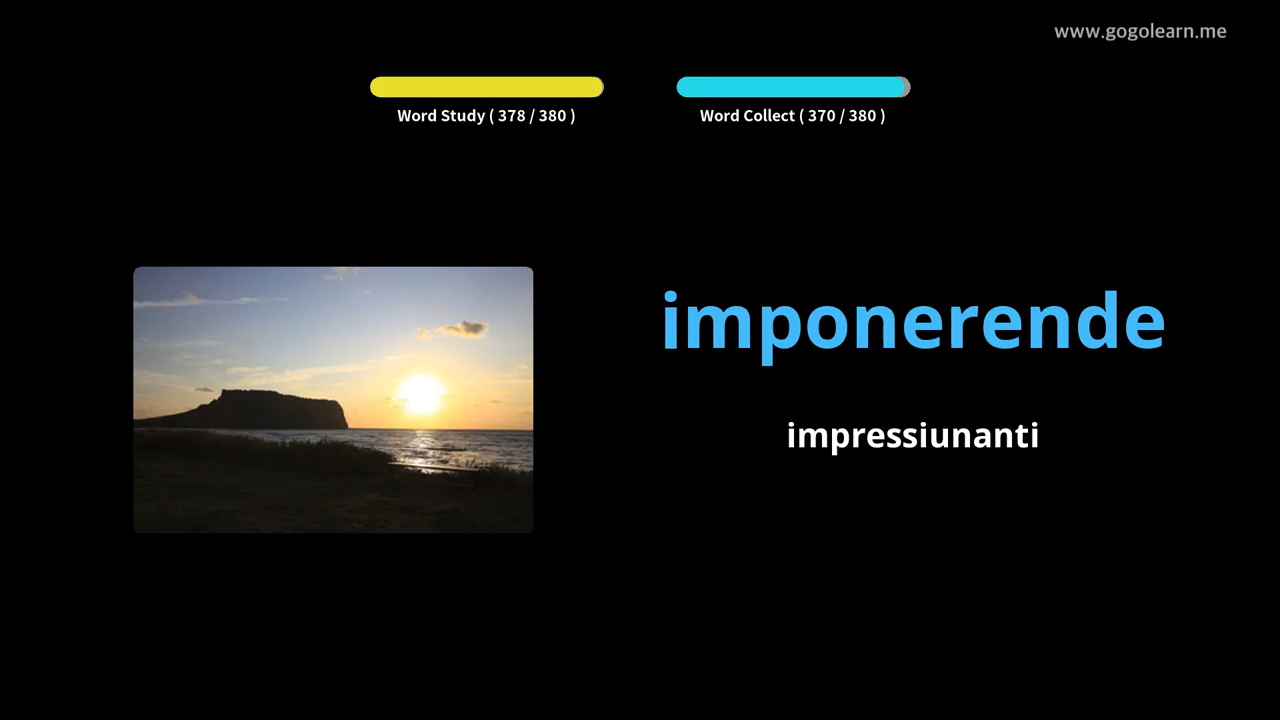 www.gogolearn.me
Word Study ( 378 / 380 )
Word Collect ( 370 / 380 )
imponerende
impressiunanti